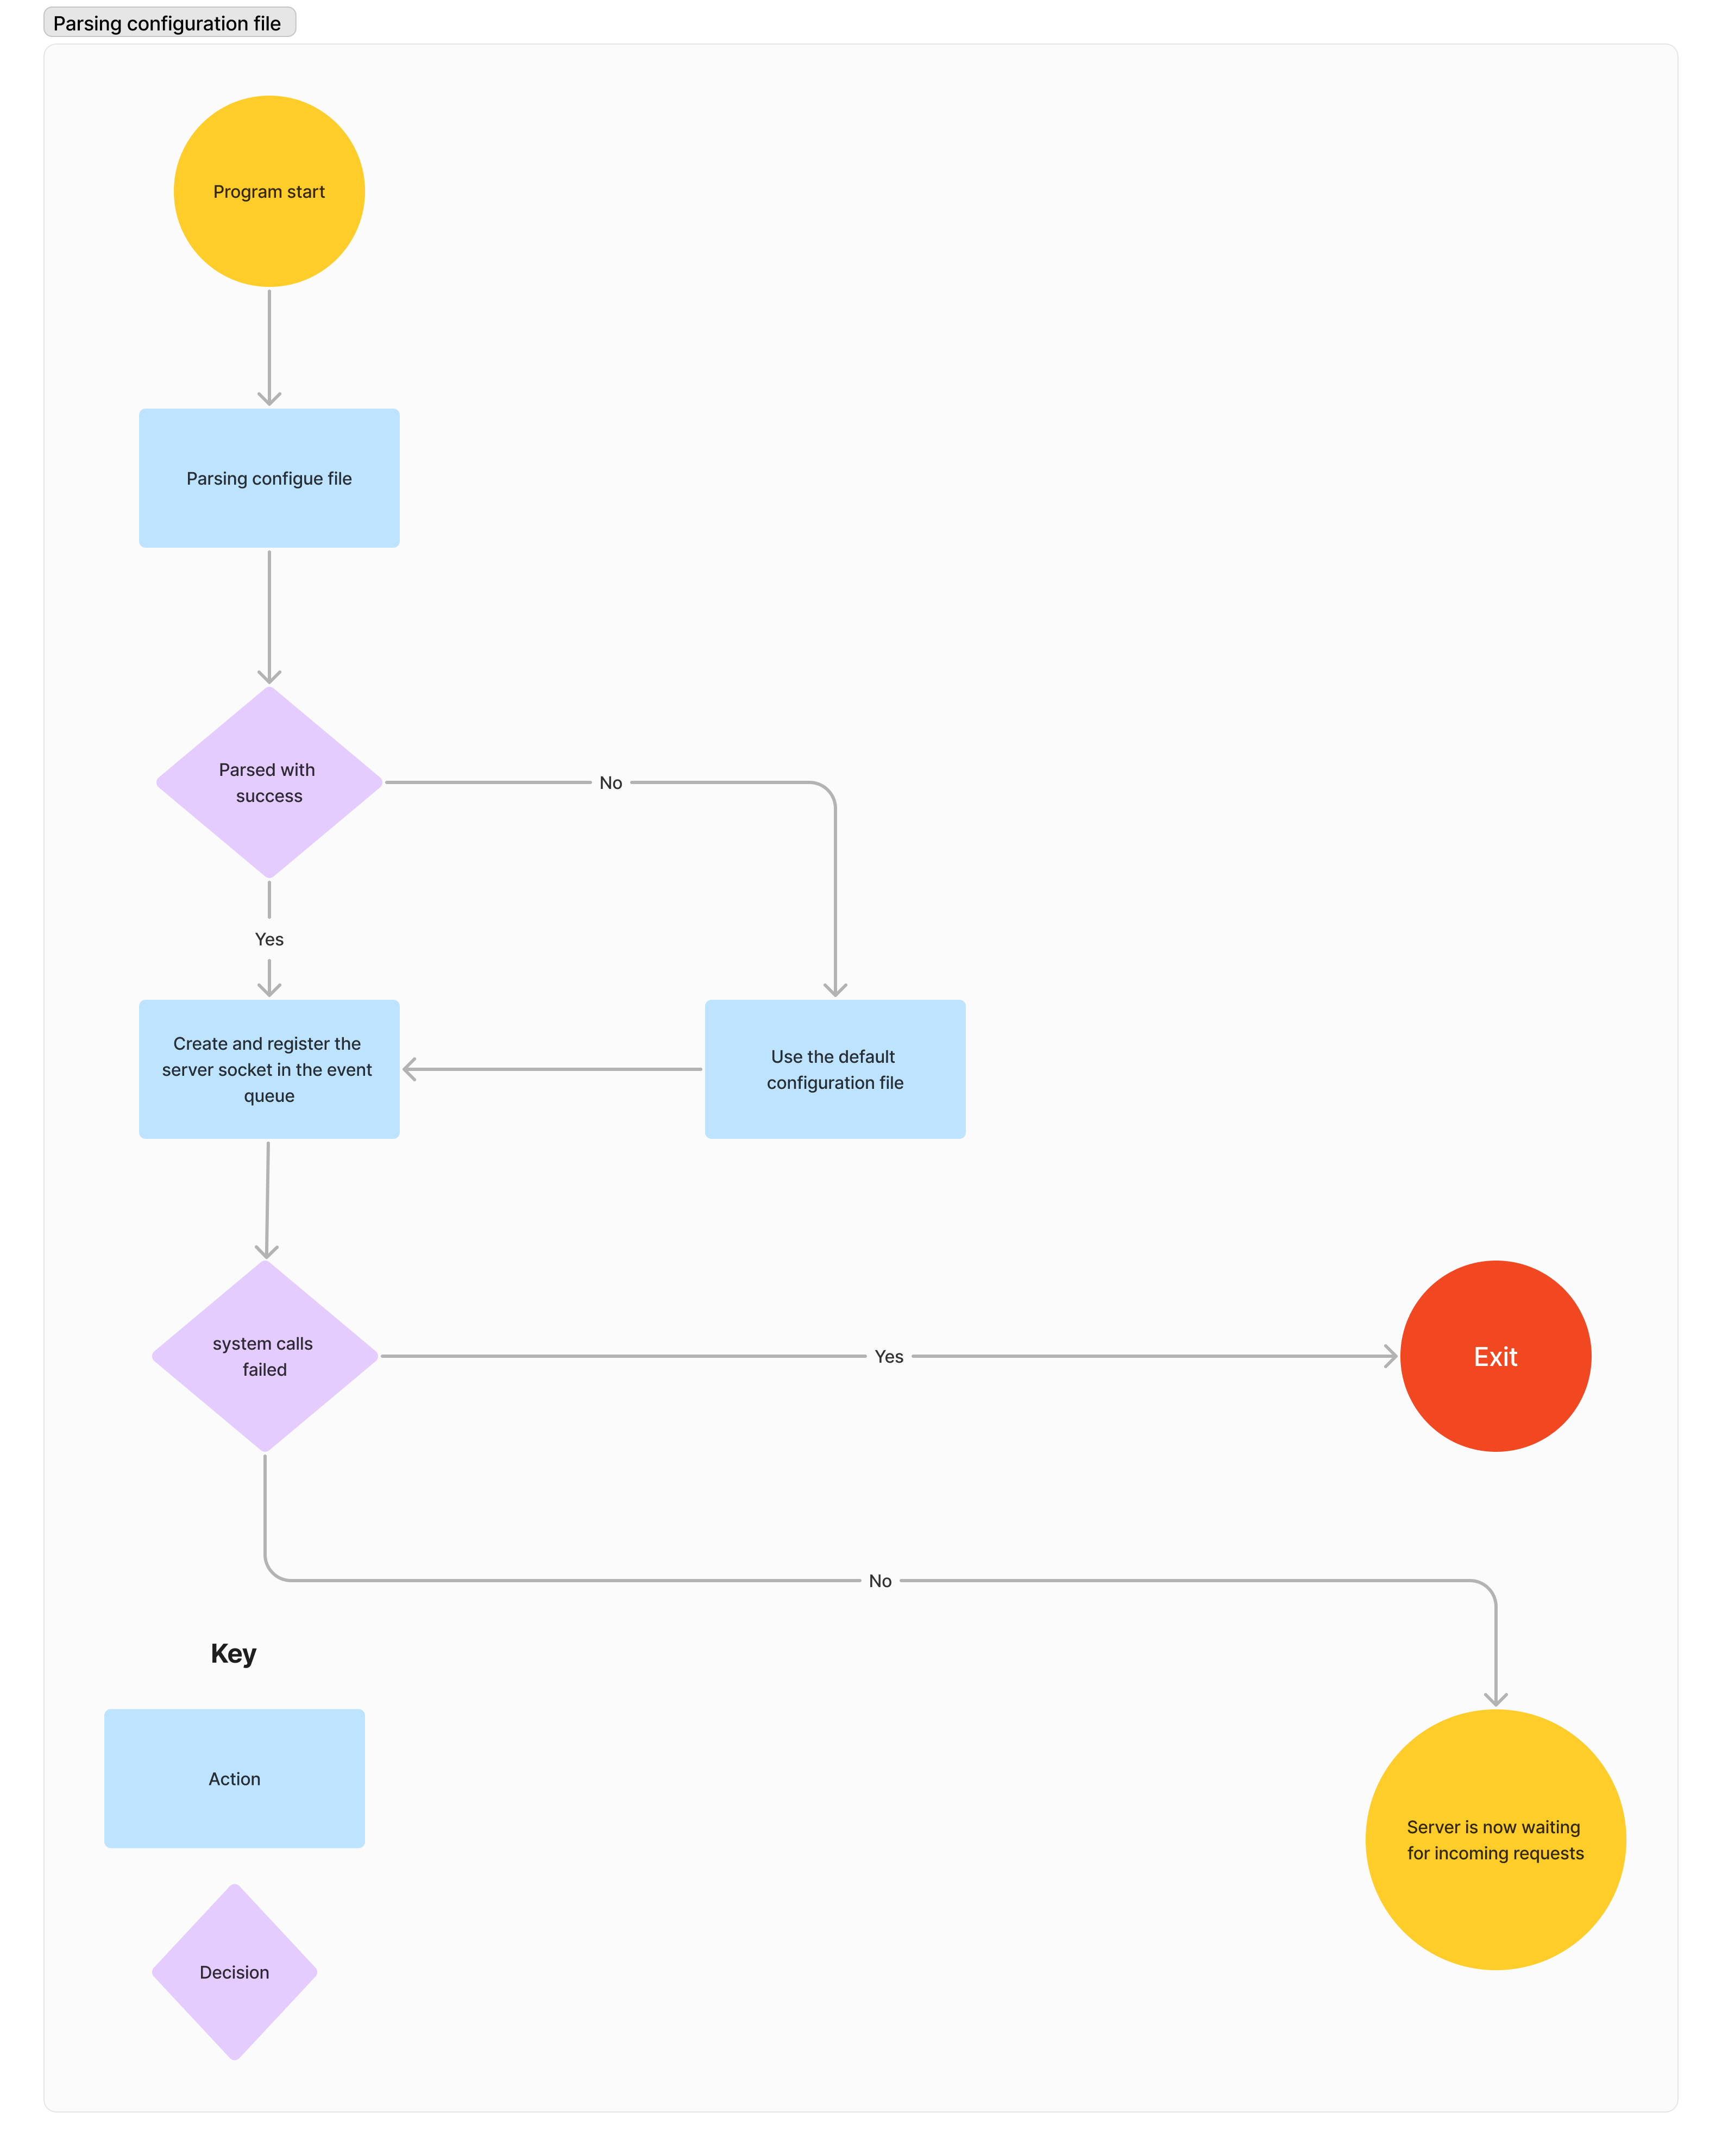 Parsing configuration file
Program start
Parsing configue file
Parsed with
success
No
Yes
Create and register the
server socket in the event
queue
Use the default
configuration file
system calls
failed
Yes
Exit
No
Key
Action
Server is now waiting
for incoming requests
Decision